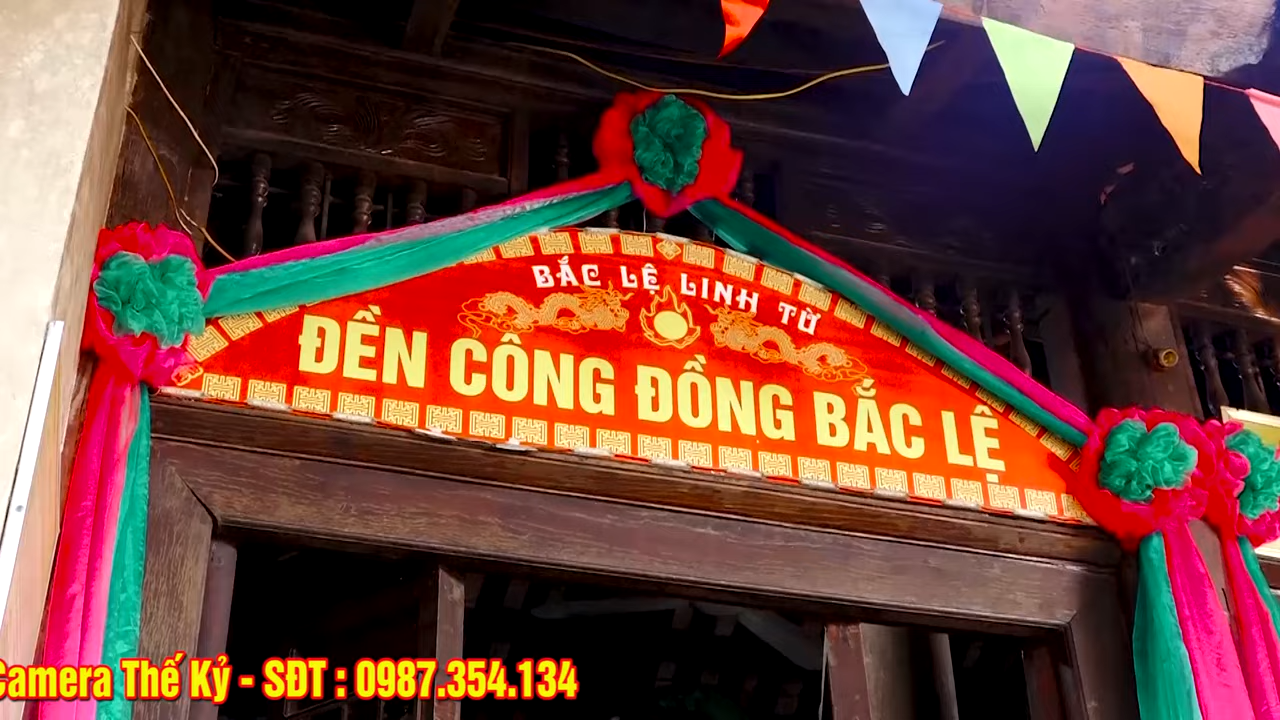 BẮC LỆ LINH TỪ
ĐỀN CÔNG ĐỒNG BẮC LỆ
Camera Thế Kỷ - SĐT : 0987.354.134